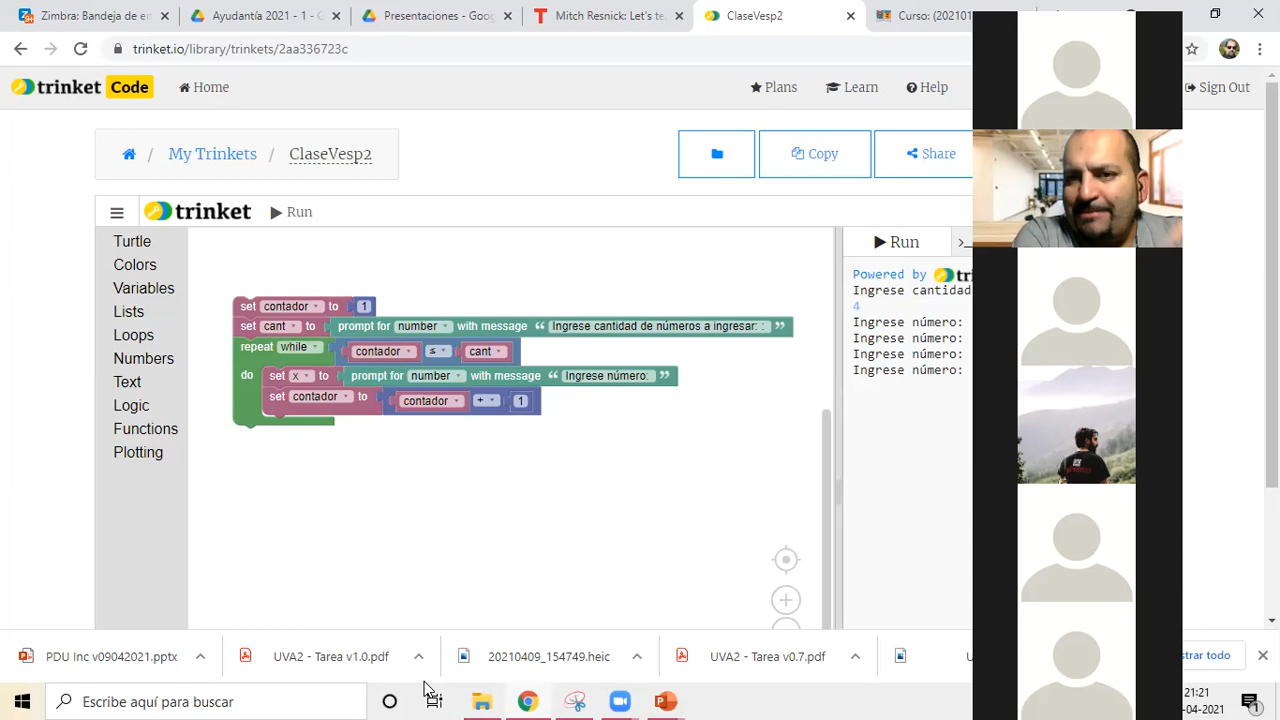 Zimbra: Bandeja de e
Ayudantía
Presentaci
Goog
Mitch Resnick: Let's te
ClaseVesp2
Curso: (202101
trinket.io/library/trinkets/2aa336723c
trinket Code Home Plans Learn Help Sign Out
/ My Trinkets / ClaseVesp2 Copy Share
trinket Run
Turtle
Colors
Variables
Lists
Loops
Numbers
Text
Logic
Functions
Plotting
set contador to 1
set cant to prompt for number with message “ Ingrese cantidad de números a ingresar: : ”
repeat while contador ≤ cant
do set x to prompt for number with message “ Ingrese número: ”
set contador to contador + 1
Run
Powered by
Ingrese cantidad
4
Ingrese número:
Ingrese número:
Ingrese número:
Ingrese número:
PDU Inc v09042021.pptx
UVA2 - Tarea v1.0.pdf
20210409_154749.heic
UVA2 - Tarea v0.7.pdf
strar todo
Escribe aquí para buscar
21:21
-04-2021
1